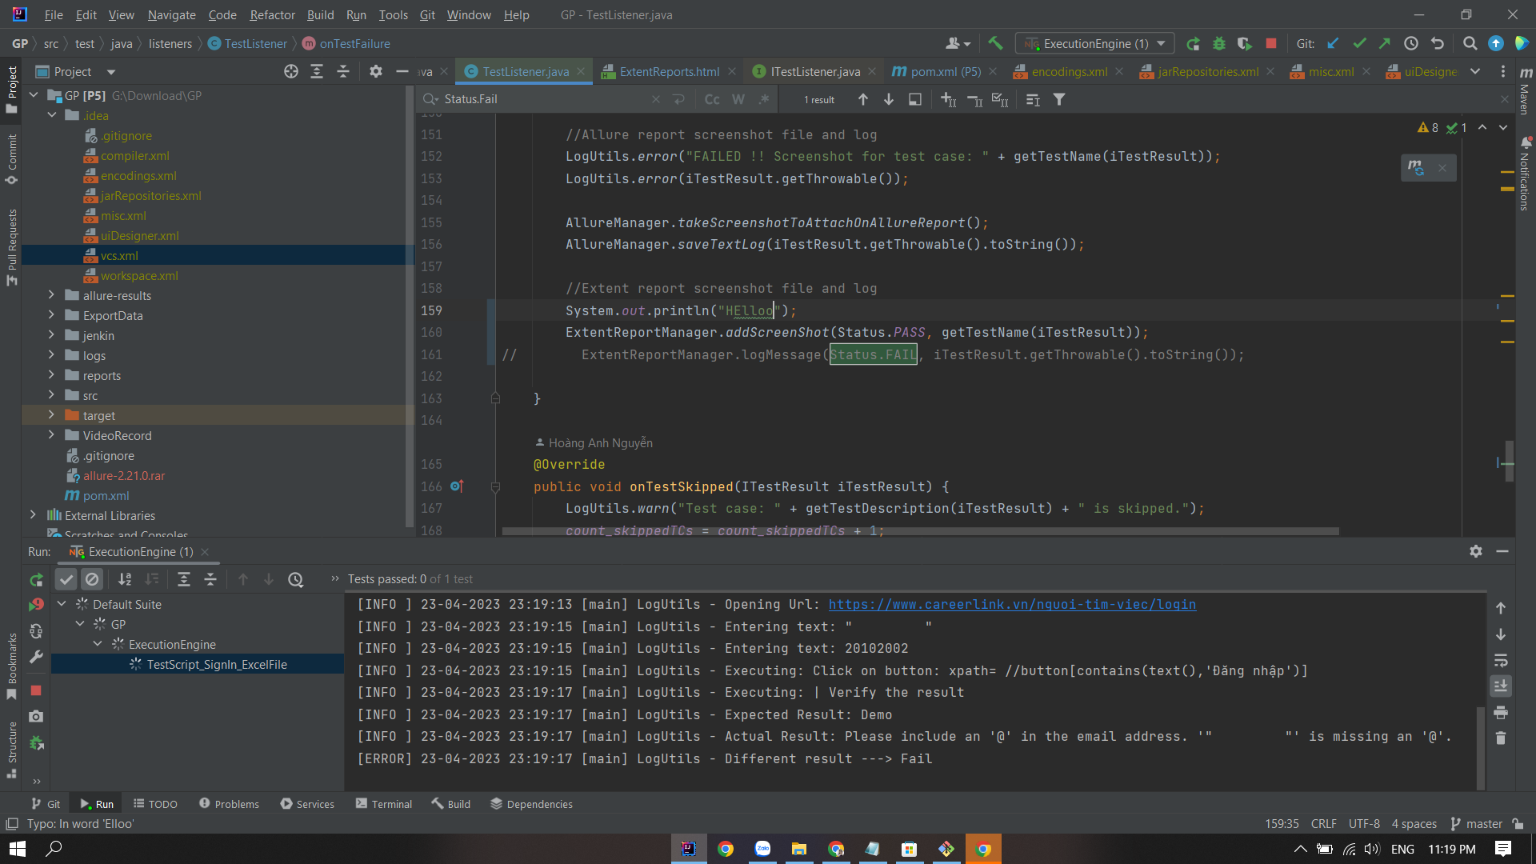 File Edit View Navigate Code Refactor Build Run Tools Git Window Help GP - TestListener.java
GP src test java listeners TestListener onTestFailure ExecutionEngine (1) Git:
Project ava TestListener.java ExtentReports.html ITestListener.java pom.xml (P5) encodings.xml jarRepositories.xml misc.xml uiDesigne
Status.Fail Cc W .* 1 result
Project
Commit
Pull Requests
Bookmarks
Structure
Maven
Notifications
GP [P5] G:\Download\GP
.idea
.gitignore
compiler.xml
encodings.xml
jarRepositories.xml
misc.xml
uiDesigner.xml
vcs.xml
workspace.xml
allure-results
ExportData
jenkin
logs
reports
src
target
VideoRecord
.gitignore
allure-2.21.0.rar
pom.xml
External Libraries
Scratches and Consoles
8 1
150
151 //Allure report screenshot file and log
152 LogUtils.error("FAILED !! Screenshot for test case: " + getTestName(iTestResult));
153 LogUtils.error(iTestResult.getThrowable());
154
155 AllureManager.takeScreenshotToAttachOnAllureReport();
156 AllureManager.saveTextLog(iTestResult.getThrowable().toString());
157
158 //Extent report screenshot file and log
159 System.out.println("HElloo");
160 ExtentReportManager.addScreenShot(Status.PASS, getTestName(iTestResult));
161 // ExtentReportManager.logMessage(Status.FAIL, iTestResult.getThrowable().toString());
162
163 }
164
Hoàng Anh Nguyễn
165 @Override
166 public void onTestSkipped(ITestResult iTestResult) {
167 LogUtils.warn("Test case: " + getTestDescription(iTestResult) + " is skipped.");
168 count_skippedTCs = count_skippedTCs + 1;
Run: ExecutionEngine (1)
Tests passed: 0 of 1 test
Default Suite
GP
ExecutionEngine
TestScript_SignIn_ExcelFile
[INFO ] 23-04-2023 23:19:13 [main] LogUtils - Opening Url: https://www.careerlink.vn/nguoi-tim-viec/login
[INFO ] 23-04-2023 23:19:15 [main] LogUtils - Entering text: " "
[INFO ] 23-04-2023 23:19:15 [main] LogUtils - Entering text: 20102002
[INFO ] 23-04-2023 23:19:15 [main] LogUtils - Executing: Click on button: xpath= //button[contains(text(),'Đăng nhập')]
[INFO ] 23-04-2023 23:19:17 [main] LogUtils - Executing: | Verify the result
[INFO ] 23-04-2023 23:19:17 [main] LogUtils - Expected Result: Demo
[INFO ] 23-04-2023 23:19:17 [main] LogUtils - Actual Result: Please include an '@' in the email address. '" "' is missing an '@'.
[ERROR] 23-04-2023 23:19:17 [main] LogUtils - Different result ---> Fail
Git Run TODO Problems Services Terminal Build Dependencies
Typo: In word 'Elloo' 159:35 CRLF UTF-8 4 spaces master
Zalo ENG 11:19 PM